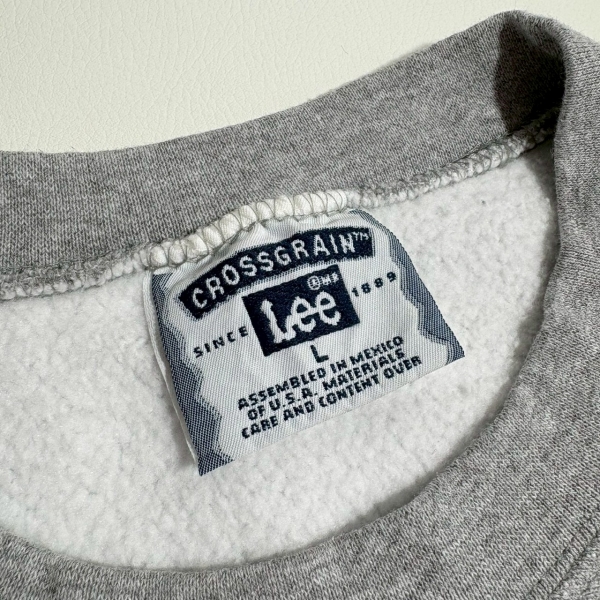 CROSSGRAIN™
® M.R.
Lee
SINCE 1889
L
ASSEMBLED IN MEXICO
OF U.S.A. MATERIALS
CARE AND CONTENT OVER